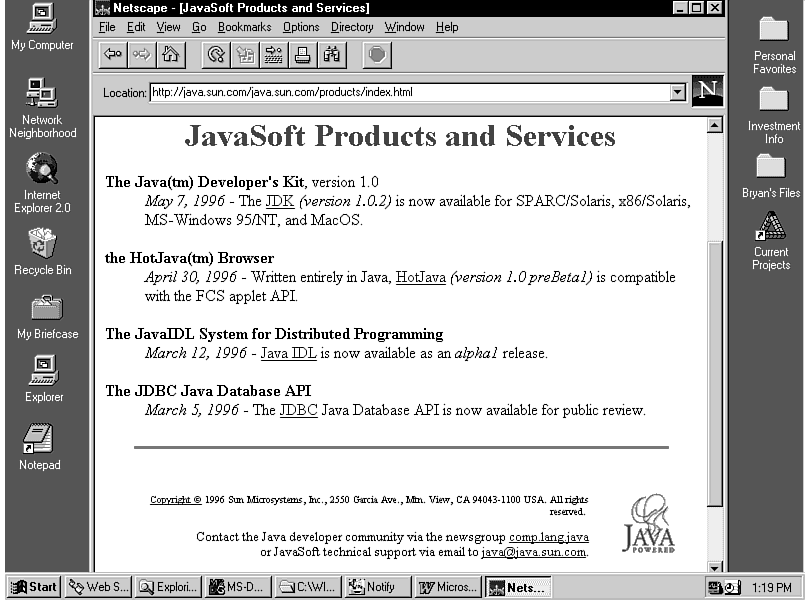 Netscape - [JavaSoft Products and Services]
File Edit View Go Bookmarks Options Directory Window Help
Location: http://java.sun.com/java.sun.com/products/index.html
N
My Computer
Network
Neighborhood
Internet
Explorer 2.0
Recycle Bin
My Briefcase
Explorer
Notepad
JavaSoft Products and Services
The Java(tm) Developer's Kit, version 1.0
May 7, 1996 - The JDK (version 1.0.2) is now available for SPARC/Solaris, x86/Solaris,
MS-Windows 95/NT, and MacOS.
the HotJava(tm) Browser
April 30, 1996 - Written entirely in Java, HotJava (version 1.0 preBeta1) is compatible
with the FCS applet API.
The JavaIDL System for Distributed Programming
March 12, 1996 - Java IDL is now available as an alpha1 release.
The JDBC Java Database API
March 5, 1996 - The JDBC Java Database API is now available for public review.
Copyright © 1996 Sun Microsystems, Inc., 2550 Garcia Ave., Mtn. View, CA 94043-1100 USA. All rights
reserved.
Contact the Java developer community via the newsgroup comp.lang.java
or JavaSoft technical support via email to java@java.sun.com.
JAVA
POWERED
Personal
Favorites
Investment
Info
Bryan's Files
Current
Projects
Start Web S... Explori... MS-D... C:\WI... Notify Micros... Nets... 1:19 PM